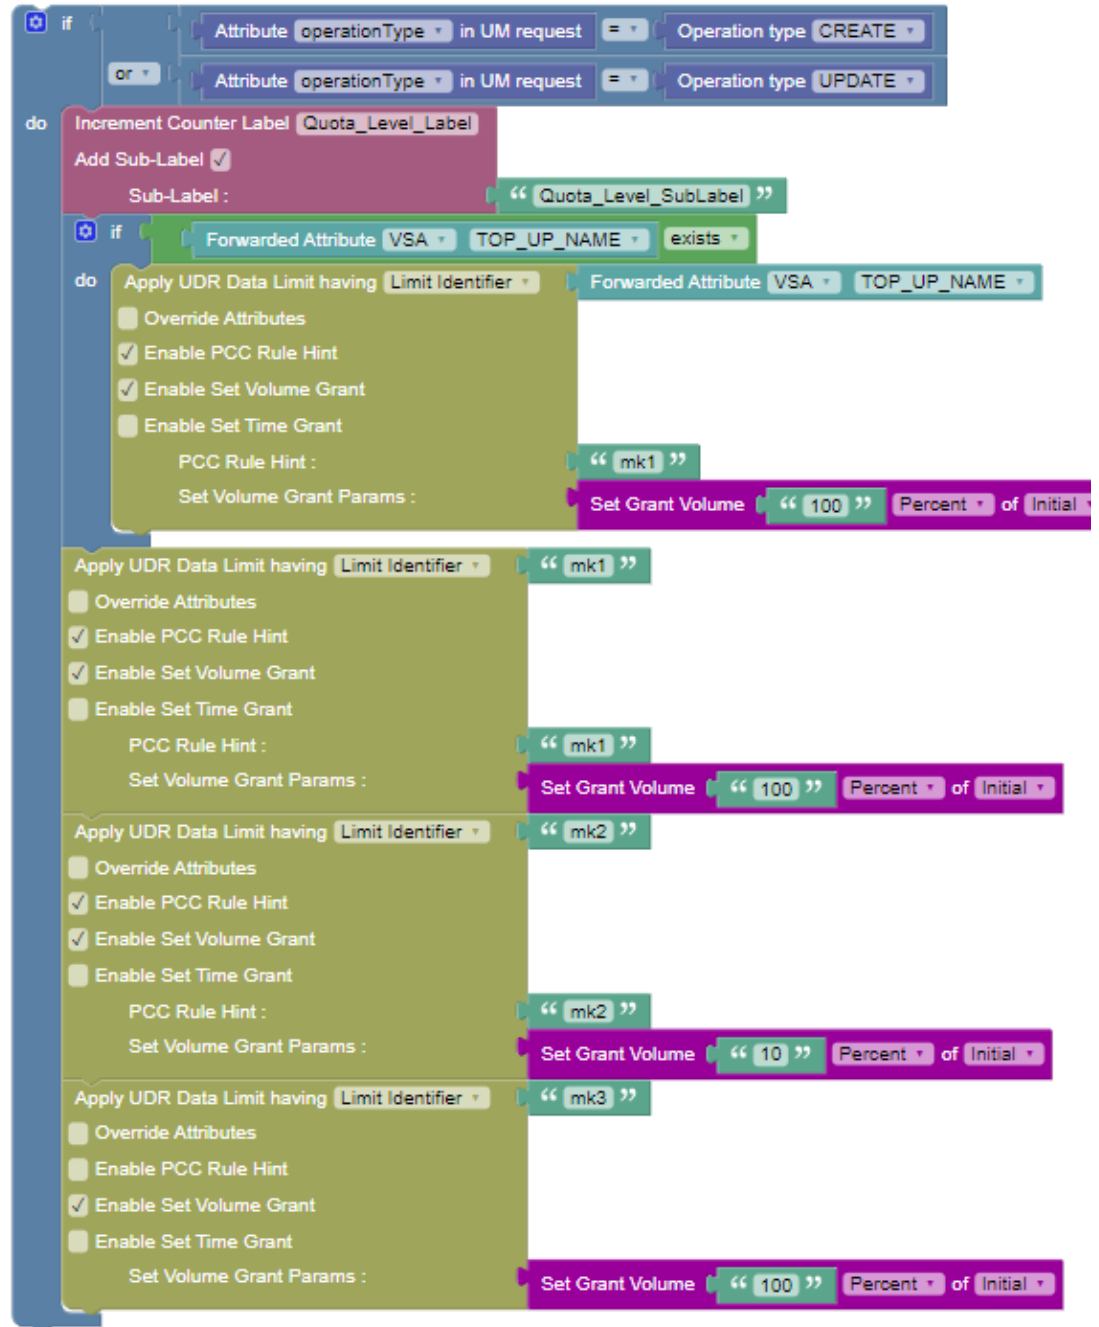 if Attribute operationType in UM request = Operation type CREATE
or Attribute operationType in UM request = Operation type UPDATE
do Increment Counter Label Quota_Level_Label
Add Sub-Label
Sub-Label : “ Quota_Level_SubLabel ”
if Forwarded Attribute VSA TOP_UP_NAME exists
do Apply UDR Data Limit having Limit Identifier Forwarded Attribute VSA TOP_UP_NAME
Override Attributes
Enable PCC Rule Hint
Enable Set Volume Grant
Enable Set Time Grant
PCC Rule Hint : “ mk1 ”
Set Volume Grant Params : Set Grant Volume “ 100 ” Percent of Initial
Apply UDR Data Limit having Limit Identifier “ mk1 ”
Override Attributes
Enable PCC Rule Hint
Enable Set Volume Grant
Enable Set Time Grant
PCC Rule Hint : “ mk1 ”
Set Volume Grant Params : Set Grant Volume “ 100 ” Percent of Initial
Apply UDR Data Limit having Limit Identifier “ mk2 ”
Override Attributes
Enable PCC Rule Hint
Enable Set Volume Grant
Enable Set Time Grant
PCC Rule Hint : “ mk2 ”
Set Volume Grant Params : Set Grant Volume “ 10 ” Percent of Initial
Apply UDR Data Limit having Limit Identifier “ mk3 ”
Override Attributes
Enable PCC Rule Hint
Enable Set Volume Grant
Enable Set Time Grant
Set Volume Grant Params : Set Grant Volume “ 100 ” Percent of Initial